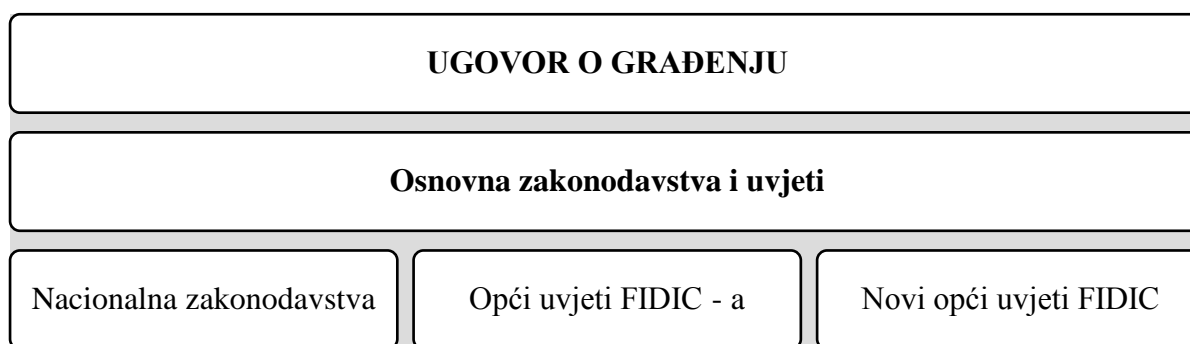 UGOVOR O GRAĐENJU
Osnovna zakonodavstva i uvjeti
Nacionalna zakonodavstva
Opći uvjeti FIDIC - a
Novi opći uvjeti FIDIC